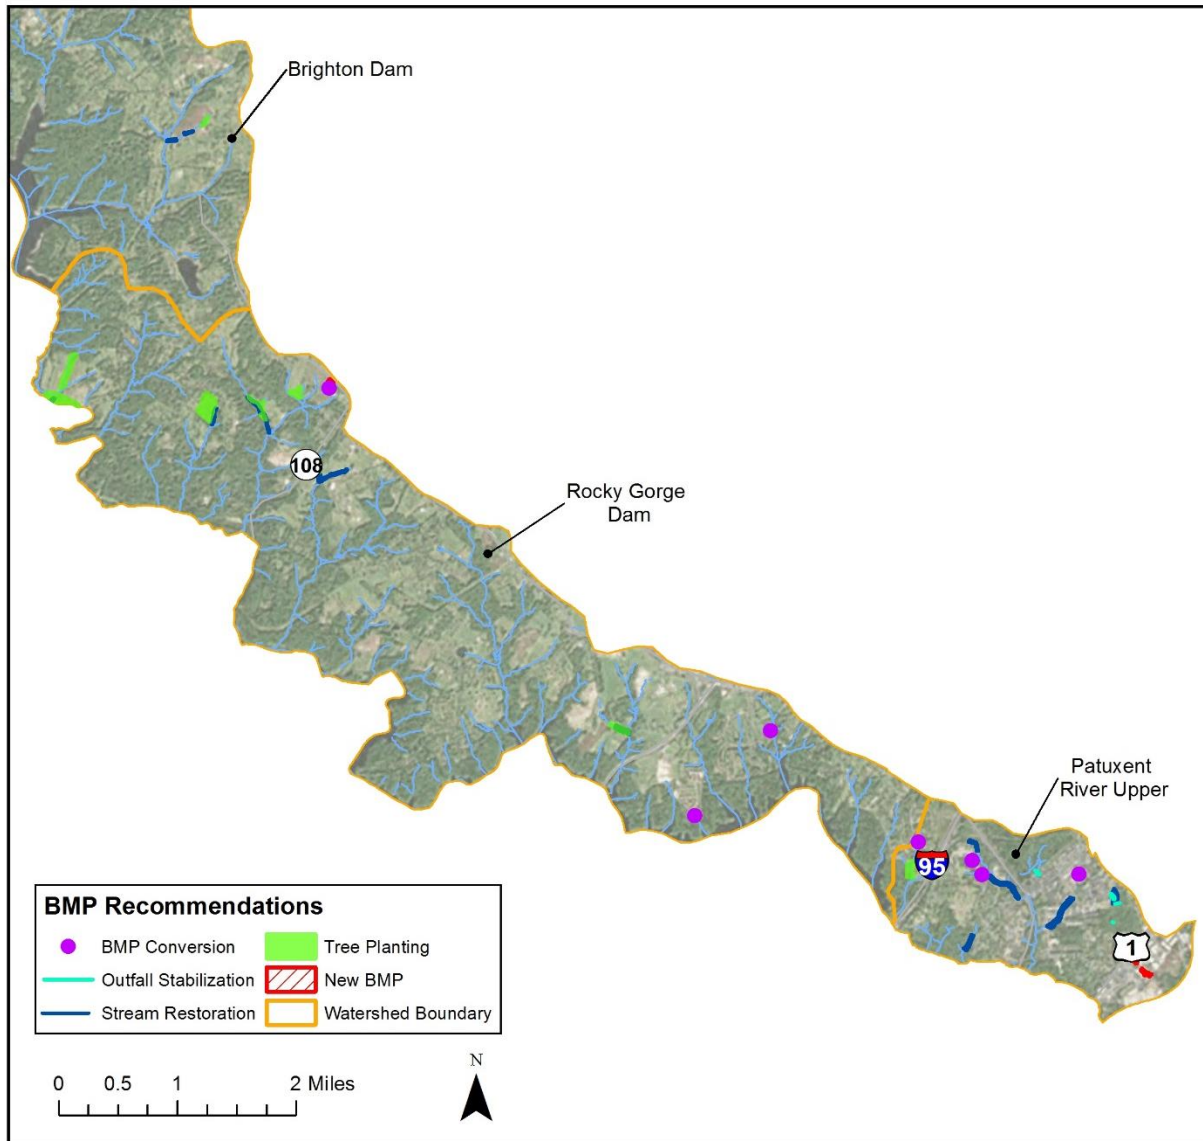 Brighton Dam
108
Rocky Gorge
Dam
Patuxent
River Upper
95
1
BMP Recommendations
BMP Conversion
Tree Planting
Outfall Stabilization
New BMP
Stream Restoration
Watershed Boundary
N
0 0.5 1 2 Miles